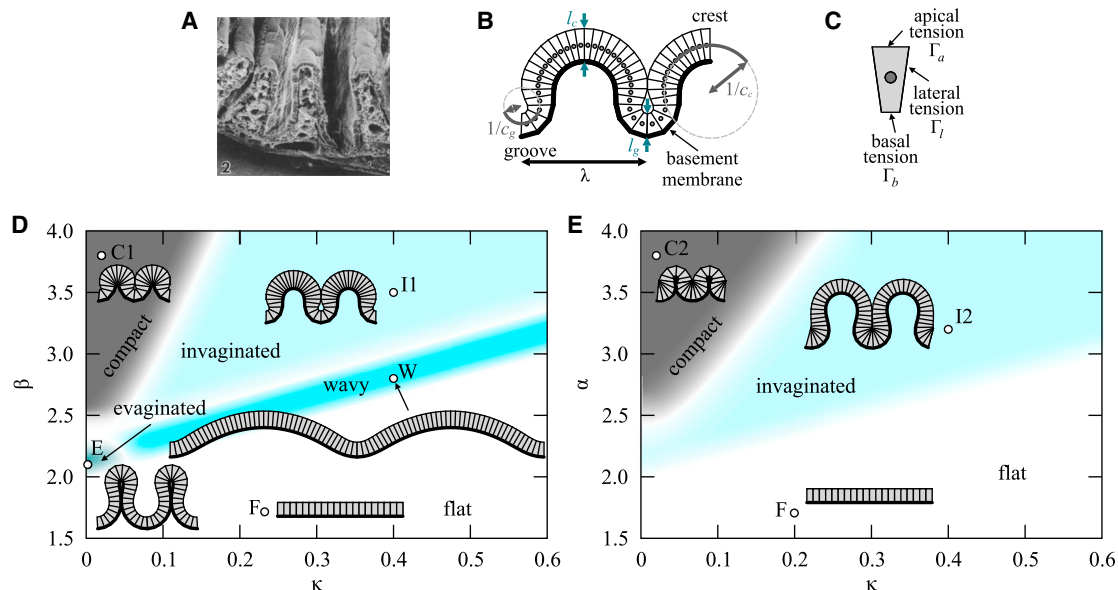 A
2
B
l_c
crest
1/c_c
1/c_g
groove
l_g
λ
basement
membrane
C
apical
tension
Γ_a
lateral
tension
Γ_l
basal
tension
Γ_b
D
β
4.0
3.5
3.0
2.5
2.0
1.5
C1
compact
I1
invaginated
wavy
W
evaginated
E
F
flat
0
0.1
0.2
0.3
0.4
0.5
0.6
κ
E
α
4.0
3.5
3.0
2.5
2.0
1.5
C2
compact
I2
invaginated
flat
F
0
0.1
0.2
0.3
0.4
0.5
0.6
κ